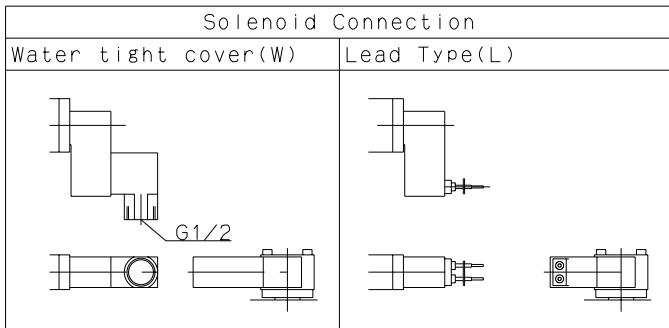 Solenoid Connection
Water tight cover(W)
Lead Type(L)
G1/2